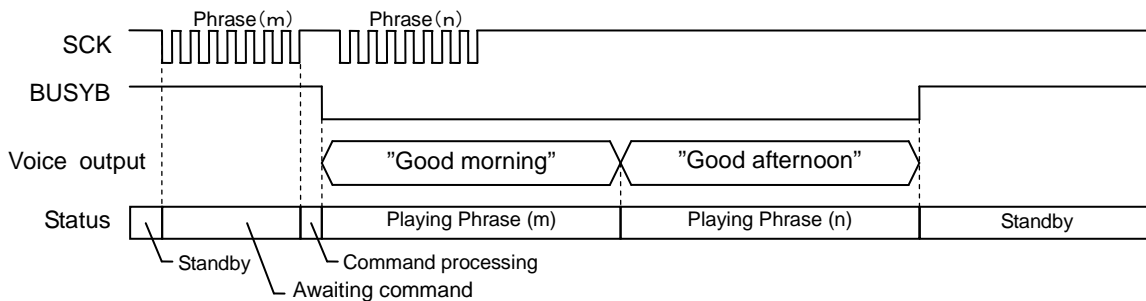 Phrase(m) Phrase(n)
SCK
BUSYB
Voice output "Good morning" "Good afternoon"
Status Playing Phrase (m) Playing Phrase (n) Standby
Standby Command processing
Awaiting command